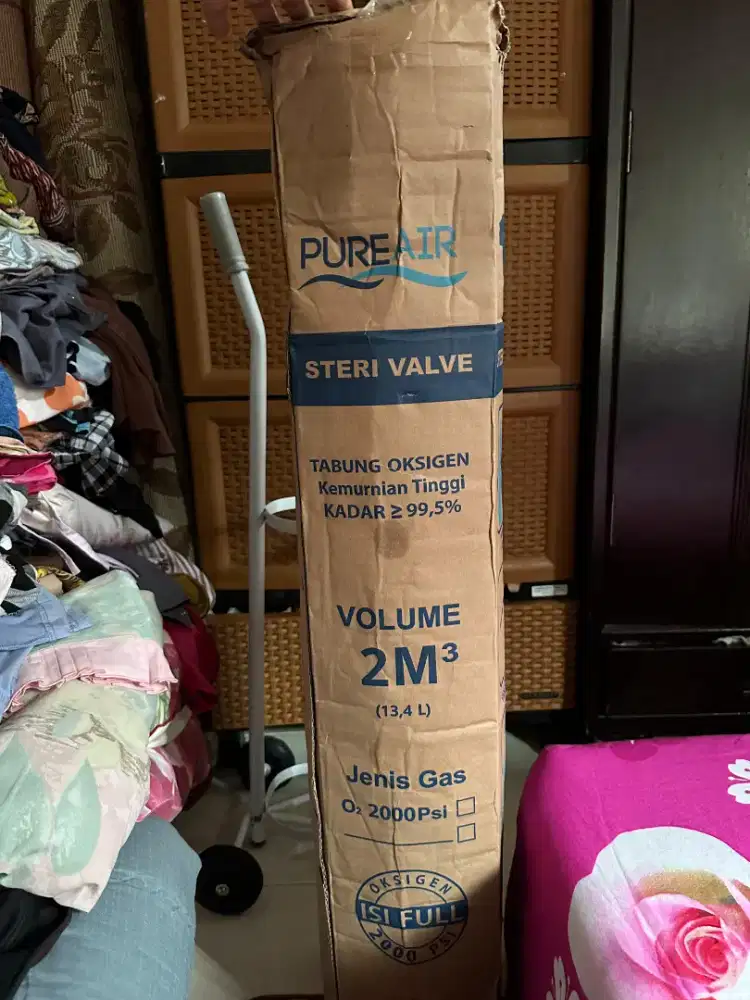 PUREAIR
STERI VALVE
TABUNG OKSIGEN
Kemurnian Tinggi
KADAR ≥ 99,5%
VOLUME
2M³
(13,4 L)
Jenis Gas
O₂ 2000Psi
OKSIGEN
ISI FULL
2000 PSI